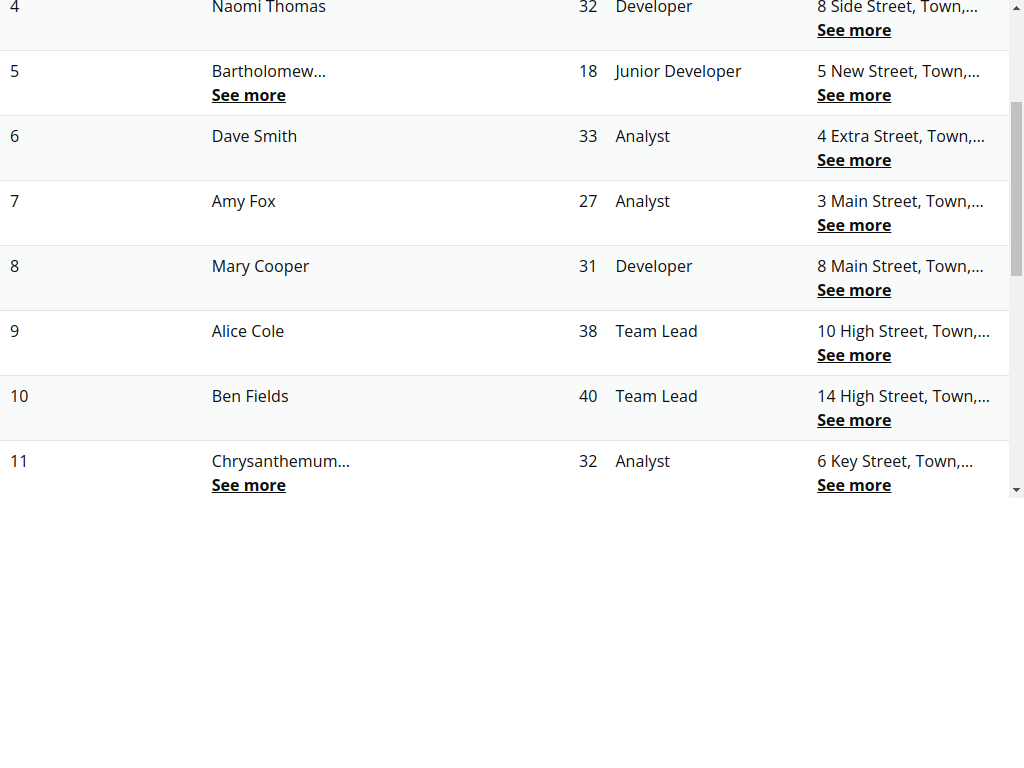 4 Naomi Thomas 32 Developer 8 Side Street, Town,...
See more
5 Bartholomew... 18 Junior Developer 5 New Street, Town,...
See more See more
6 Dave Smith 33 Analyst 4 Extra Street, Town,...
See more
7 Amy Fox 27 Analyst 3 Main Street, Town,...
See more
8 Mary Cooper 31 Developer 8 Main Street, Town,...
See more
9 Alice Cole 38 Team Lead 10 High Street, Town,...
See more
10 Ben Fields 40 Team Lead 14 High Street, Town,...
See more
11 Chrysanthemum... 32 Analyst 6 Key Street, Town,...
See more See more